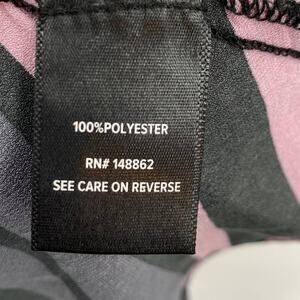 100%POLYESTER
RN# 148862
SEE CARE ON REVERSE